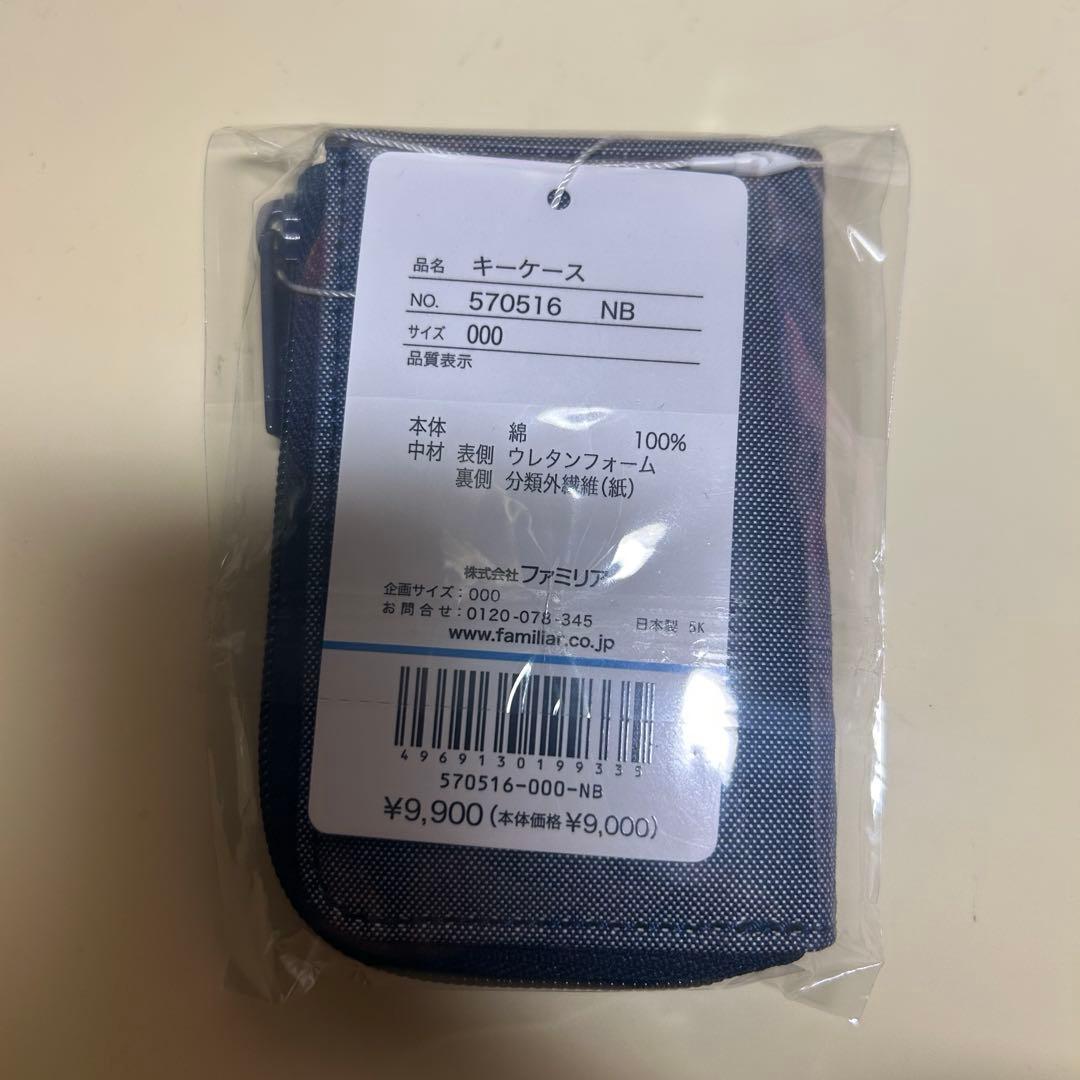 品名 キーケース
NO. 570516 NB
サイズ 000
品質表示
本体 綿 100%
中材 表側 ウレタンフォーム
裏側 分類外繊維(紙)
株式会社ファミリア
企画サイズ：000
お問合せ：0120-078-345 日本製 5K
www.familiar.co.jp
4969130199335
570516-000-NB
¥9,900(本体価格¥9,000)